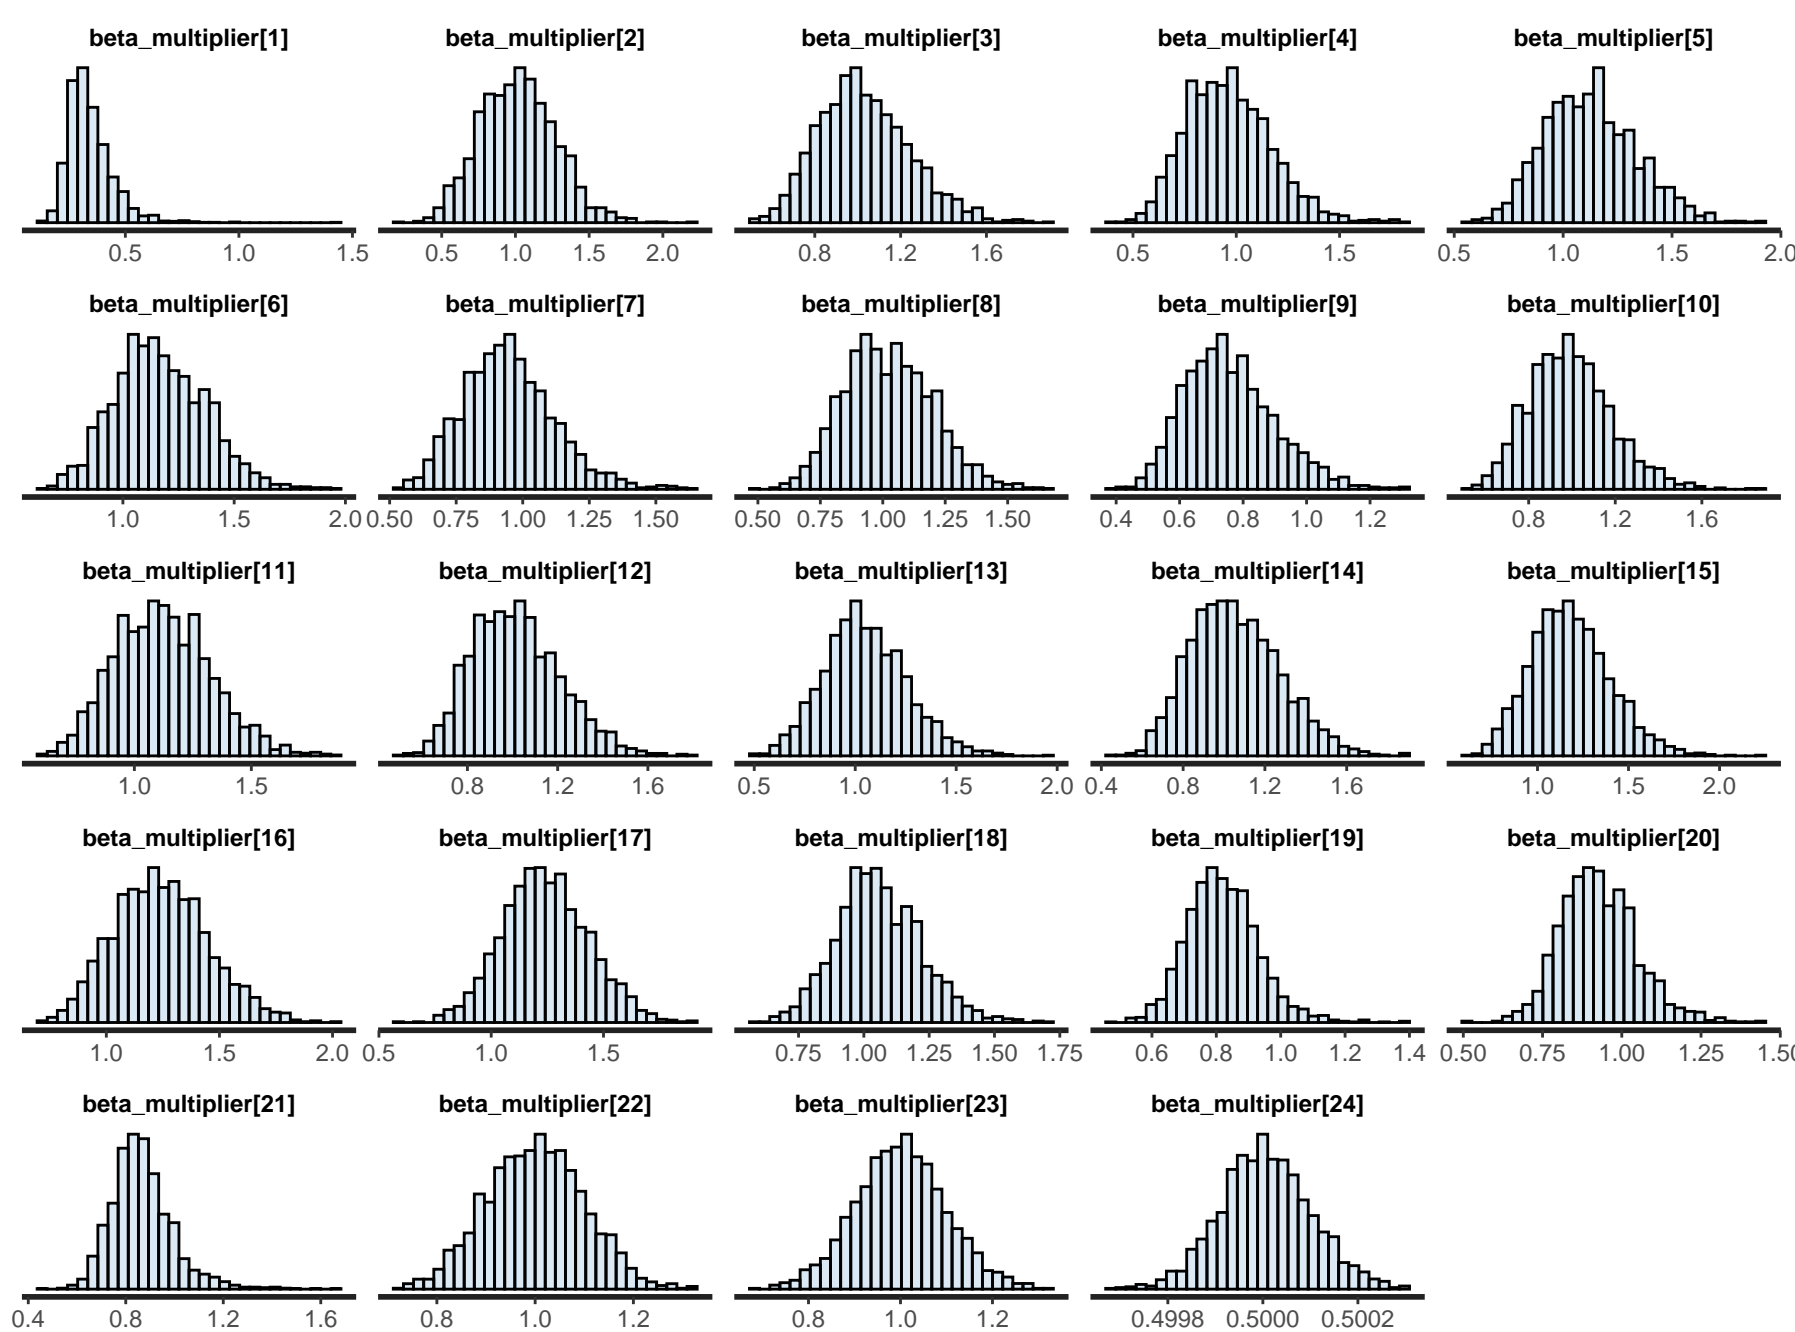 beta_multiplier[1] beta_multiplier[2] beta_multiplier[3] beta_multiplier[4] beta_multiplier[5]
0.5 1.0 1.5 0.5 1.0 1.5 2.0 0.8 1.2 1.6 0.5 1.0 1.5 0.5 1.0 1.5 2.0
beta_multiplier[6] beta_multiplier[7] beta_multiplier[8] beta_multiplier[9] beta_multiplier[10]
1.0 1.5 2.0 0.50 0.75 1.00 1.25 1.50 0.50 0.75 1.00 1.25 1.50 0.4 0.6 0.8 1.0 1.2 0.8 1.2 1.6
beta_multiplier[11] beta_multiplier[12] beta_multiplier[13] beta_multiplier[14] beta_multiplier[15]
1.0 1.5 0.8 1.2 1.6 0.5 1.0 1.5 2.0 0.4 0.8 1.2 1.6 1.0 1.5 2.0
beta_multiplier[16] beta_multiplier[17] beta_multiplier[18] beta_multiplier[19] beta_multiplier[20]
1.0 1.5 2.0 0.5 1.0 1.5 0.75 1.00 1.25 1.50 1.75 0.6 0.8 1.0 1.2 1.4 0.50 0.75 1.00 1.25 1.50
beta_multiplier[21] beta_multiplier[22] beta_multiplier[23] beta_multiplier[24]
0.4 0.8 1.2 1.6 0.8 1.0 1.2 0.8 1.0 1.2 0.4998 0.5000 0.5002